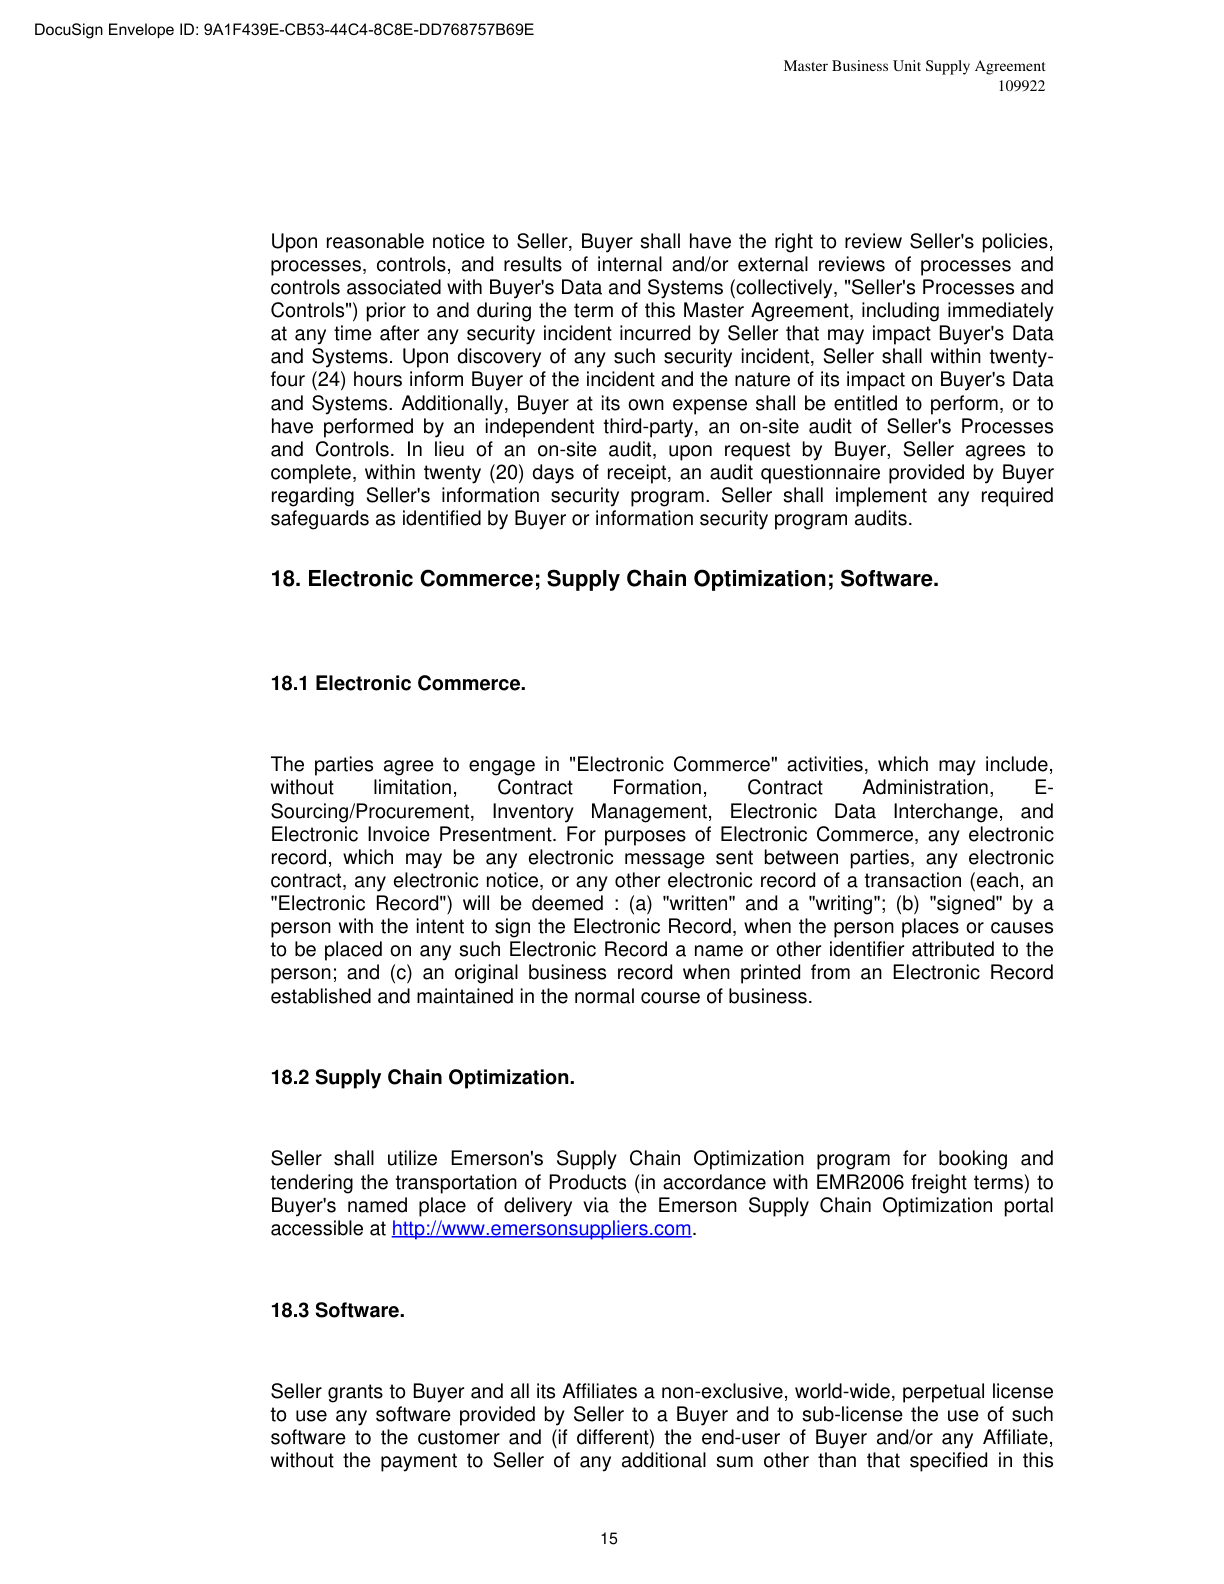 DocuSign Envelope ID: 9A1F439E-CB53-44C4-8C8E-DD768757B69E
Master Business Unit Supply Agreement
109922
Upon reasonable notice to Seller, Buyer shall have the right to review Seller's policies,
processes, controls, and results of internal and/or external reviews of processes and
controls associated with Buyer's Data and Systems (collectively, "Seller's Processes and
Controls") prior to and during the term of this Master Agreement, including immediately
at any time after any security incident incurred by Seller that may impact Buyer's Data
and Systems. Upon discovery of any such security incident, Seller shall within twenty-
four (24) hours inform Buyer of the incident and the nature of its impact on Buyer's Data
and Systems. Additionally, Buyer at its own expense shall be entitled to perform, or to
have performed by an independent third-party, an on-site audit of Seller's Processes
and Controls. In lieu of an on-site audit, upon request by Buyer, Seller agrees to
complete, within twenty (20) days of receipt, an audit questionnaire provided by Buyer
regarding Seller's information security program. Seller shall implement any required
safeguards as identified by Buyer or information security program audits.
18. Electronic Commerce; Supply Chain Optimization; Software.
18.1 Electronic Commerce.
The parties agree to engage in "Electronic Commerce" activities, which may include,
without limitation, Contract Formation, Contract Administration, E-
Sourcing/Procurement, Inventory Management, Electronic Data Interchange, and
Electronic Invoice Presentment. For purposes of Electronic Commerce, any electronic
record, which may be any electronic message sent between parties, any electronic
contract, any electronic notice, or any other electronic record of a transaction (each, an
"Electronic Record") will be deemed : (a) "written" and a "writing"; (b) "signed" by a
person with the intent to sign the Electronic Record, when the person places or causes
to be placed on any such Electronic Record a name or other identifier attributed to the
person; and (c) an original business record when printed from an Electronic Record
established and maintained in the normal course of business.
18.2 Supply Chain Optimization.
Seller shall utilize Emerson's Supply Chain Optimization program for booking and
tendering the transportation of Products (in accordance with EMR2006 freight terms) to
Buyer's named place of delivery via the Emerson Supply Chain Optimization portal
accessible at http://www.emersonsuppliers.com.
18.3 Software.
Seller grants to Buyer and all its Affiliates a non-exclusive, world-wide, perpetual license
to use any software provided by Seller to a Buyer and to sub-license the use of such
software to the customer and (if different) the end-user of Buyer and/or any Affiliate,
without the payment to Seller of any additional sum other than that specified in this
15